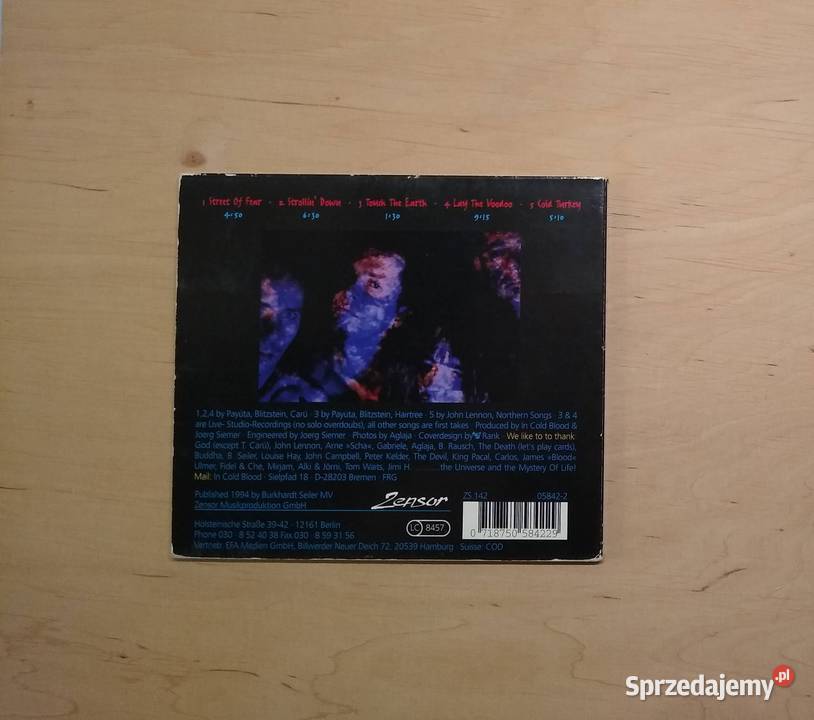 1 Street Of Fear · 2 Strollin' Down · 3 Touch The Earth · 4 Lay The Voodoo · 5 Cold Turkey
4:50 6:30 1:30 9:15 5:10
1,2,4 by Payuta, Blitzstein, Carú · 3 by Payuta, Blitzstein, Hairtree · 5 by John Lennon, Northern Songs · 3 & 4
are Live- Studio-Recordings (no solo overdoubs), all other songs are first takes · Produced by In Cold Blood &
Joerg Siemer · Engineered by Joerg Siemer · Photos by Aglaja · Coverdesign by Rank · We like to to thank:
God (except T. Carú), John Lennon, Arne »Scha«, Gabriele, Aglaja, B. Rausch, The Death (let's play cards),
Buddha, B. Seiler, Louise Hay, John Campbell, Peter Kelder, The Devil, King Pacal, Carlos, James »Blood«
Ulmer, Fidel & Che, Mirjam, Alki & Jörni, Tom Waits, Jimi H the Universe and the Mystery Of Life!
Mail: In Cold Blood · Sielpfad 18 · D-28203 Bremen · FRG
Published 1994 by Burkhardt Seiler MV
Zensor Musikproduktion GmbH
Zensor
ZS 142 05842-2
Holsteinische Straße 39-42 · 12161 Berlin
Phone 030 · 8 52 40 38 Fax 030 · 8 59 31 56
LC 8457
0 718750 584229
Vertrieb: EFA Medien GmbH, Billwerder Neuer Deich 72, 20539 Hamburg · Suisse: COD
Sprzedajemy.pl